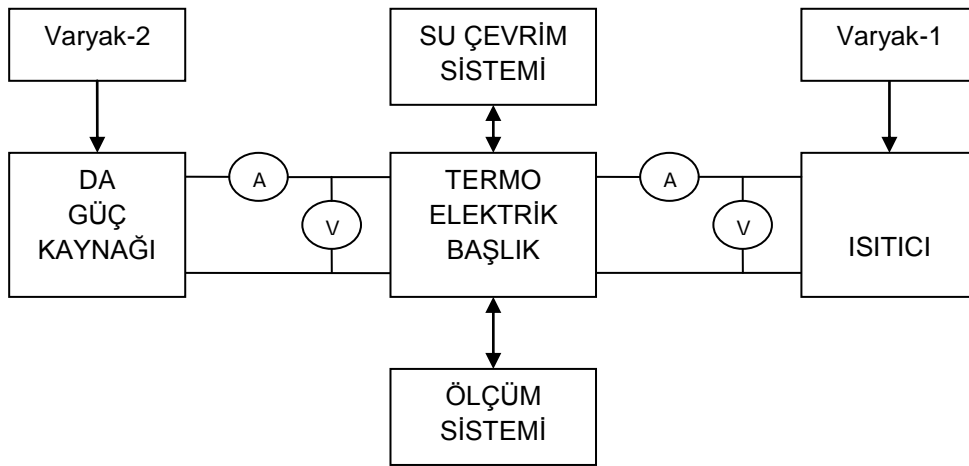 Varyak-2
SU ÇEVRİM
SİSTEMİ
Varyak-1
DA
GÜÇ
KAYNAĞI
A
V
TERMO
ELEKTRİK
BAŞLIK
A
V
ISITICI
ÖLÇÜM
SİSTEMİ